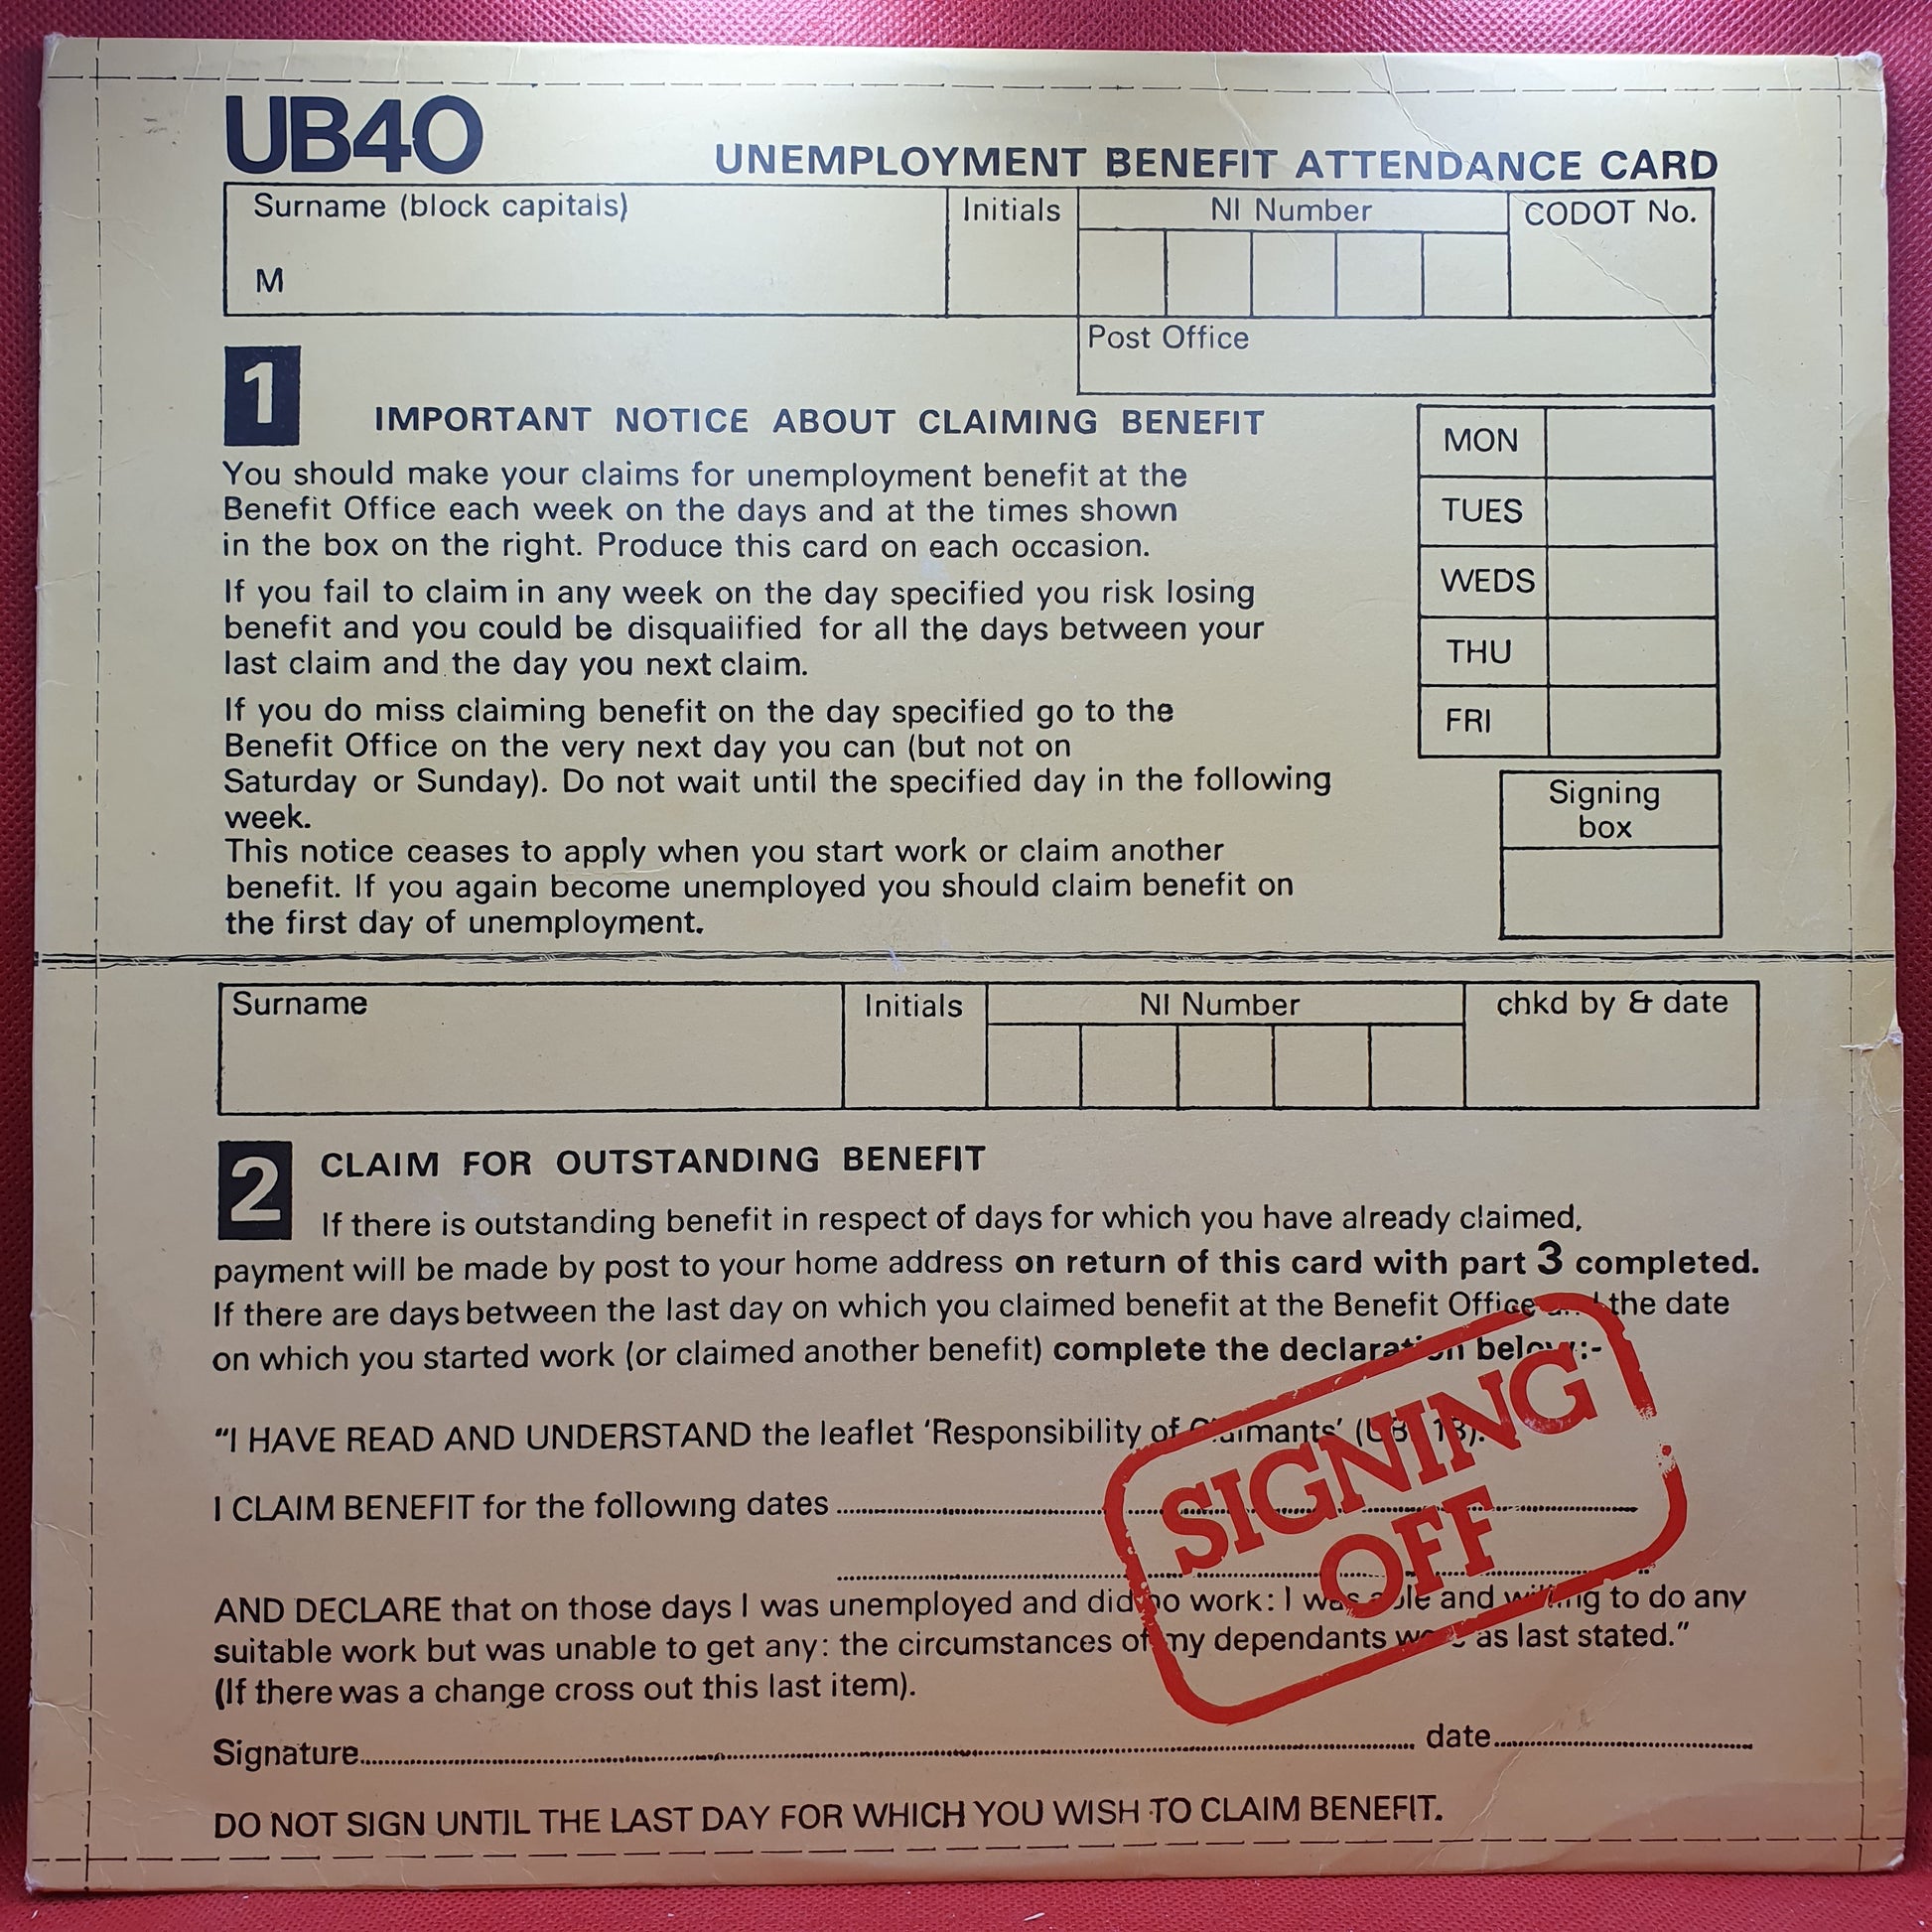 UB40
UNEMPLOYMENT BENEFIT ATTENDANCE CARD
Surname (block capitals)
Initials
NI Number
CODOT No.
M
Post Office
1
IMPORTANT NOTICE ABOUT CLAIMING BENEFIT
You should make your claims for unemployment benefit at the
Benefit Office each week on the days and at the times shown
in the box on the right. Produce this card on each occasion.
If you fail to claim in any week on the day specified you risk losing
benefit and you could be disqualified for all the days between your
last claim and the day you next claim.
If you do miss claiming benefit on the day specified go to the
Benefit Office on the very next day you can (but not on
Saturday or Sunday). Do not wait until the specified day in the following
week.
This notice ceases to apply when you start work or claim another
benefit. If you again become unemployed you should claim benefit on
the first day of unemployment.
MON
TUES
WEDS
THU
FRI
Signing
box
Surname
Initials
NI Number
chkd by & date
2
CLAIM FOR OUTSTANDING BENEFIT
If there is outstanding benefit in respect of days for which you have already claimed,
payment will be made by post to your home address on return of this card with part 3 completed.
If there are days between the last day on which you claimed benefit at the Benefit Office and the date
on which you started work (or claimed another benefit) complete the declaration below:-
“I HAVE READ AND UNDERSTAND the leaflet ‘Responsibility of Claimants’ (UBL 18).
I CLAIM BENEFIT for the following dates
SIGNING
OFF
AND DECLARE that on those days I was unemployed and did no work: I was able and willing to do any
suitable work but was unable to get any: the circumstances of my dependants were as last stated.”
(If there was a change cross out this last item).
Signature
date
DO NOT SIGN UNTIL THE LAST DAY FOR WHICH YOU WISH TO CLAIM BENEFIT.